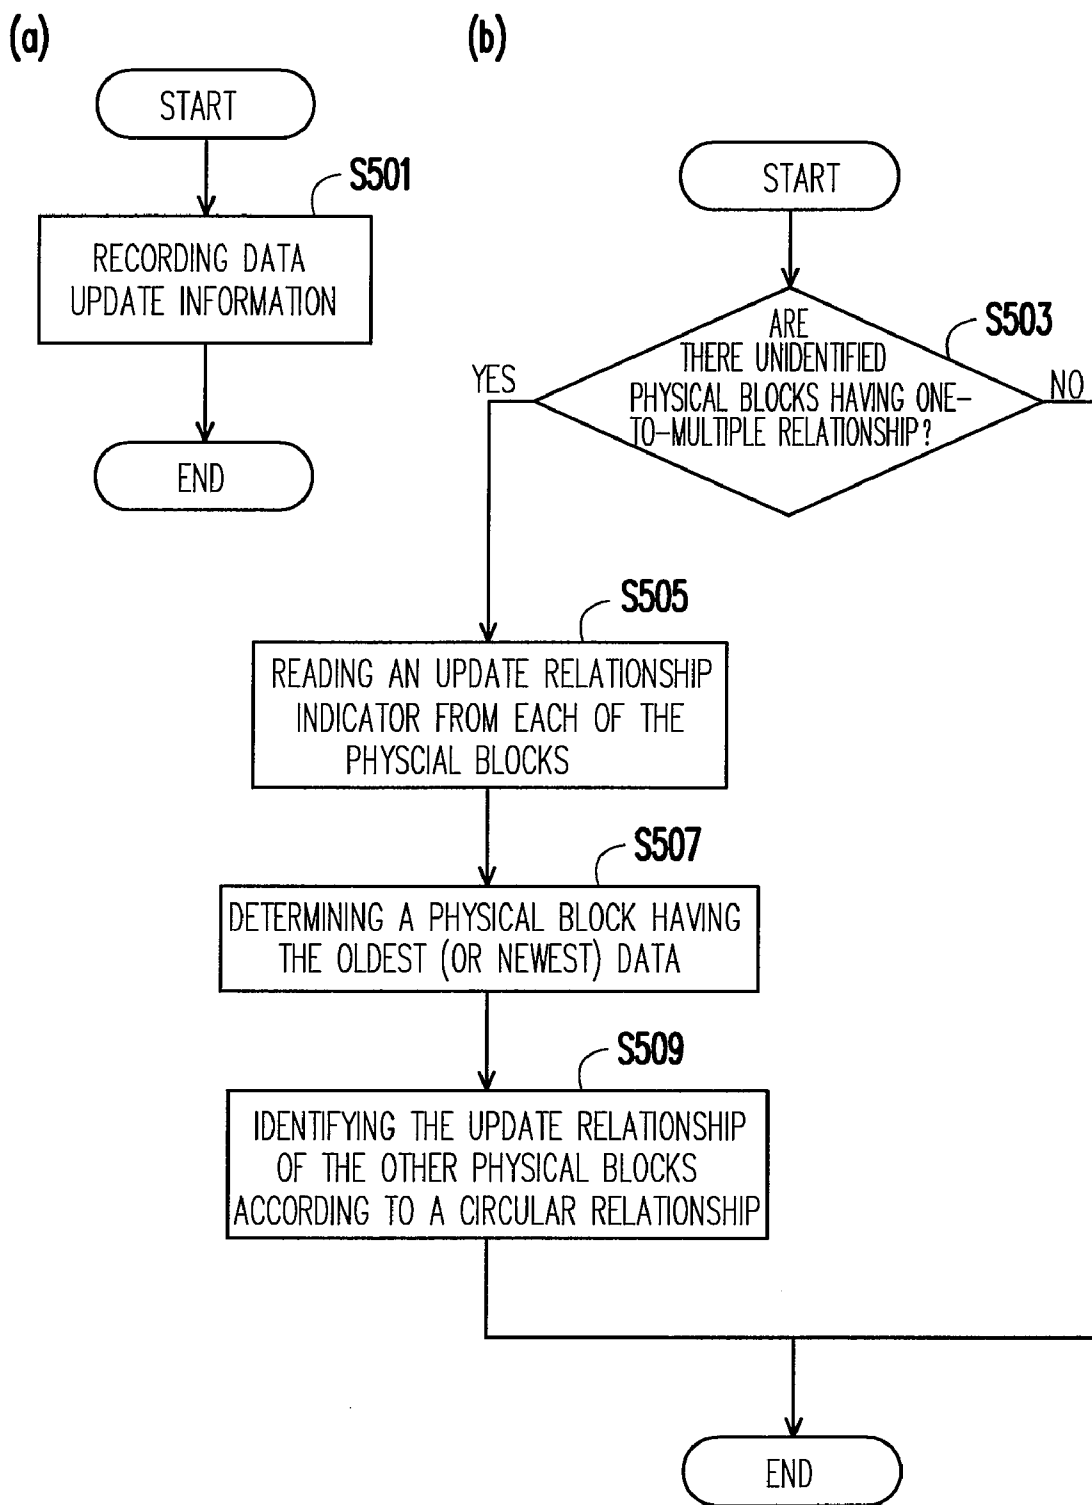 (a)
START
S501
RECORDING DATA
UPDATE INFORMATION
END
(b)
START
S503
ARE
THERE UNIDENTIFIED
PHYSICAL BLOCKS HAVING ONE-
TO-MULTIPLE RELATIONSHIP?
YES
NO
S505
READING AN UPDATE RELATIONSHIP
INDICATOR FROM EACH OF THE
PHYSCIAL BLOCKS
S507
DETERMINING A PHYSICAL BLOCK HAVING
THE OLDEST (OR NEWEST) DATA
S509
IDENTIFYING THE UPDATE RELATIONSHIP
OF THE OTHER PHYSICAL BLOCKS
ACCORDING TO A CIRCULAR RELATIONSHIP
END